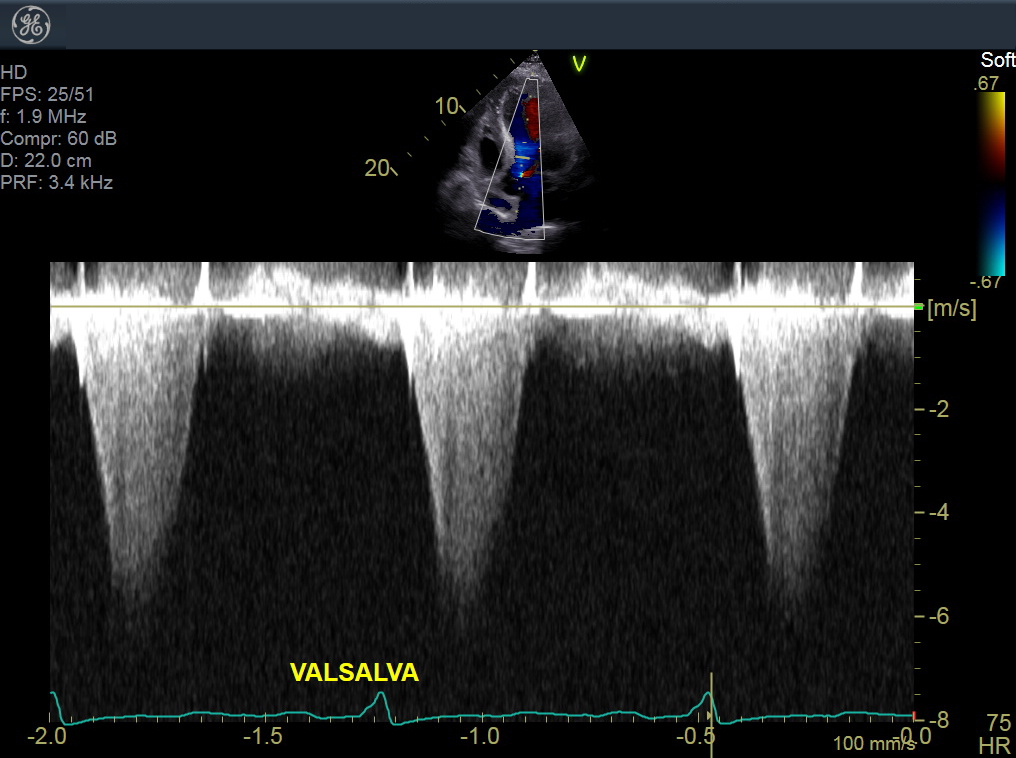 HD
FPS: 25/51
f: 1.9 MHz
Compr: 60 dB
D: 22.0 cm
PRF: 3.4 kHz
V
10
20
Soft
.67
-.67
[m/s]
-2
-4
-6
-8
VALSALVA
-2.0
-1.5
-1.0
-0.5
0.0
100 mm/s
75
HR